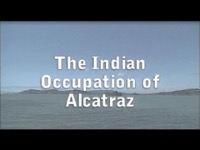 The Indian
Occupation of
Alcatraz